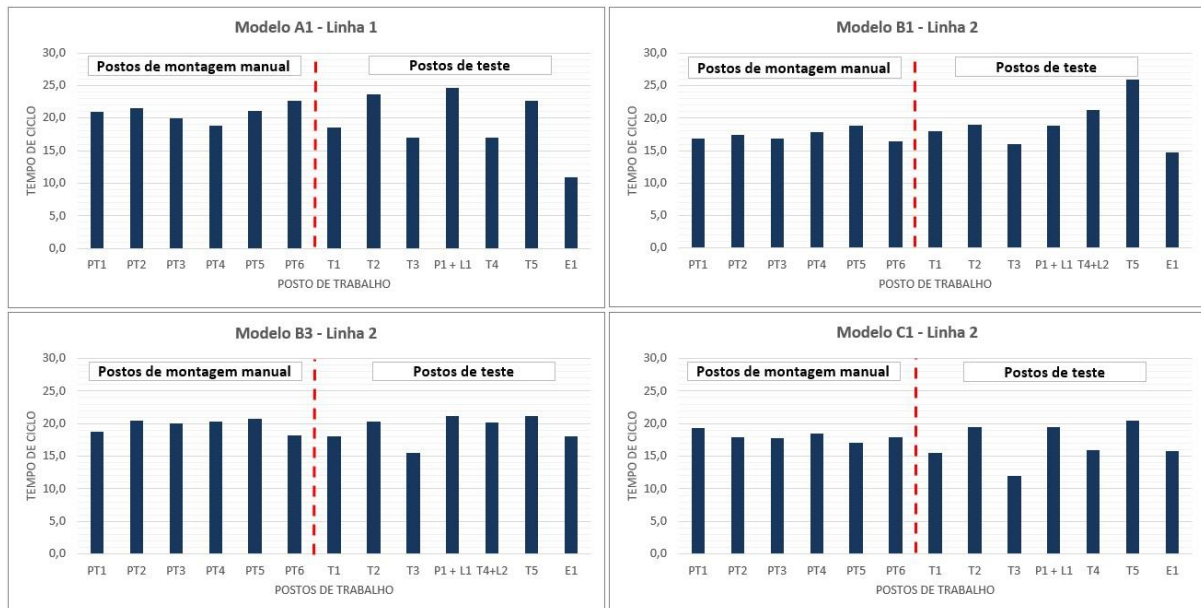 Modelo A1 - Linha 1
Postos de montagem manual
Postos de teste
TEMPO DE CICLO
30,0
25,0
20,0
15,0
10,0
5,0
0,0
PT1 PT2 PT3 PT4 PT5 PT6 T1 T2 T3 P1 + L1 T4 T5 E1
POSTO DE TRABALHO
Modelo B1 - Linha 2
Postos de montagem manual
Postos de teste
TEMPO DE CICLO
30,0
25,0
20,0
15,0
10,0
5,0
0,0
PT1 PT2 PT3 PT4 PT5 PT6 T1 T2 T3 P1 + L1 T4+L2 T5 E1
POSTO DE TRABALHO
Modelo B3 - Linha 2
Postos de montagem manual
Postos de teste
TEMPO DE CICLO
30,0
25,0
20,0
15,0
10,0
5,0
0,0
PT1 PT2 PT3 PT4 PT5 PT6 T1 T2 T3 P1 + L1 T4+L2 T5 E1
POSTOS DE TRABALHO
Modelo C1 - Linha 2
Postos de montagem manual
Postos de teste
TEMPO DE CICLO
30,0
25,0
20,0
15,0
10,0
5,0
0,0
PT1 PT2 PT3 PT4 PT5 PT6 T1 T2 T3 P1 + L1 T4 T5 E1
POSTOS DE TRABALHO